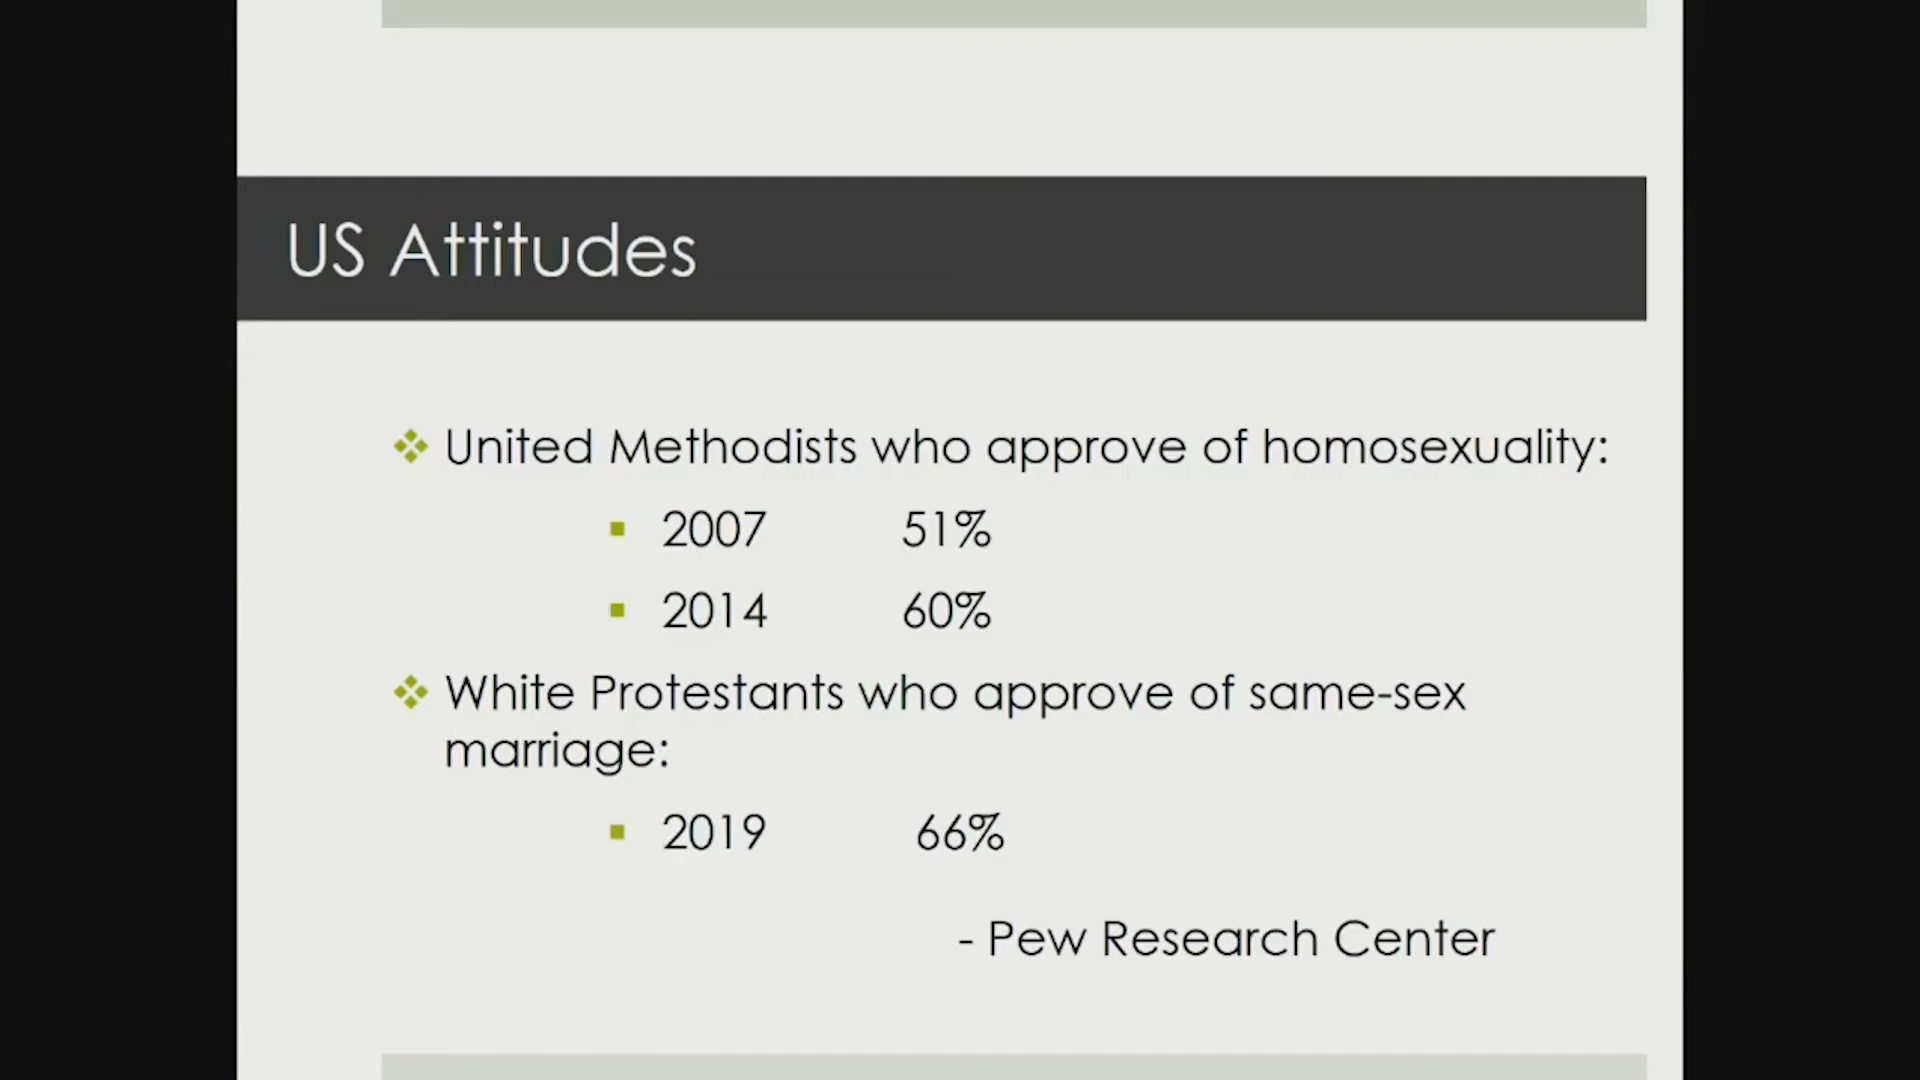 US Attitudes
United Methodists who approve of homosexuality:
2007 51%
2014 60%
White Protestants who approve of same-sex
marriage:
2019 66%
- Pew Research Center